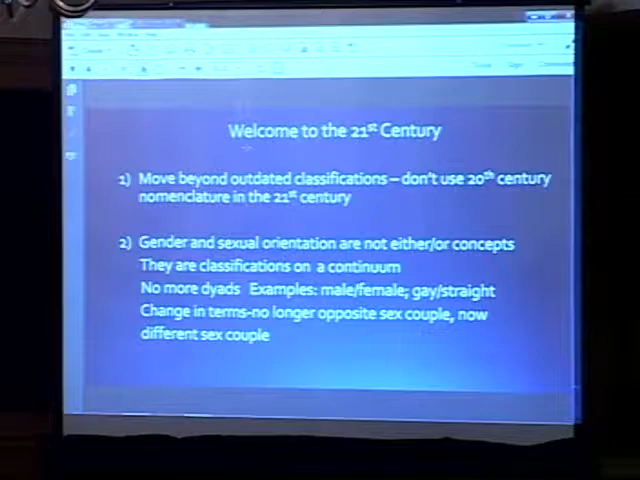 Welcome to the 21st Century
1) Move beyond outdated classifications – don't use 20th century
nomenclature in the 21st century
2) Gender and sexual orientation are not either/or concepts
They are classifications on a continuum
No more dyads Examples: male/female; gay/straight
Change in terms-no longer opposite sex couple, now
different sex couple